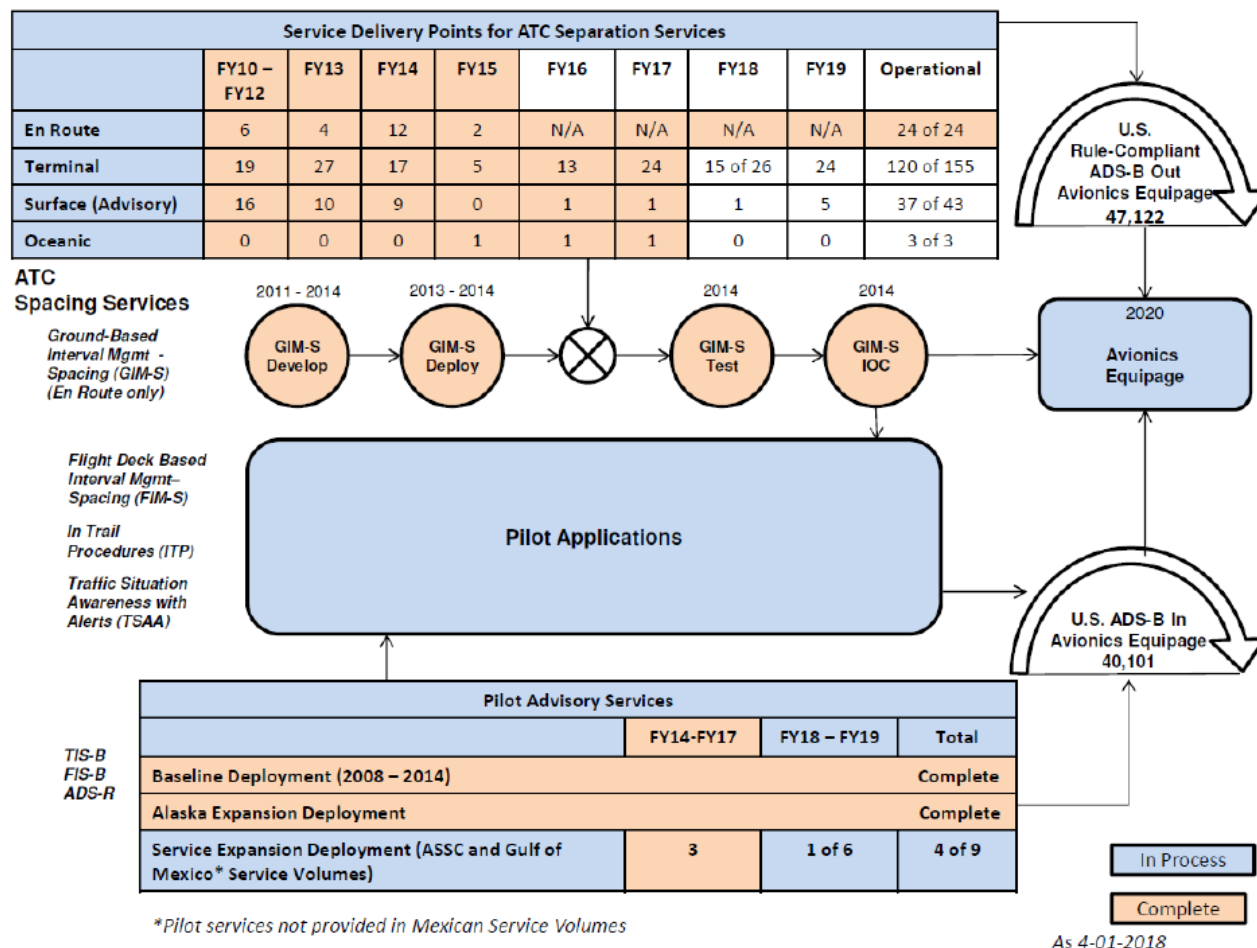 Service Delivery Points for ATC Separation Services
FY10 – FY12 FY13 FY14 FY15 FY16 FY17 FY18 FY19 Operational
En Route 6 4 12 2 N/A N/A N/A N/A 24 of 24
Terminal 19 27 17 5 13 24 15 of 26 24 120 of 155
Surface (Advisory) 16 10 9 0 1 1 1 5 37 of 43
Oceanic 0 0 0 1 1 1 0 0 3 of 3
U.S.
Rule-Compliant
ADS-B Out
Avionics Equipage
47,122
ATC
Spacing Services
Ground-Based
Interval Mgmt -
Spacing (GIM-S)
(En Route only)
2011 - 2014
GIM-S
Develop
2013 - 2014
GIM-S
Deploy
2014
GIM-S
Test
2014
GIM-S
IOC
2020
Avionics
Equipage
Flight Deck Based
Interval Mgmt–
Spacing (FIM-S)
In Trail
Procedures (ITP)
Traffic Situation
Awareness with
Alerts (TSAA)
Pilot Applications
U.S. ADS-B In
Avionics Equipage
40,101
TIS-B
FIS-B
ADS-R
Pilot Advisory Services
FY14-FY17 FY18 – FY19 Total
Baseline Deployment (2008 – 2014) Complete
Alaska Expansion Deployment Complete
Service Expansion Deployment (ASSC and Gulf of
Mexico* Service Volumes) 3 1 of 6 4 of 9
In Process
Complete
*Pilot services not provided in Mexican Service Volumes
As 4-01-2018